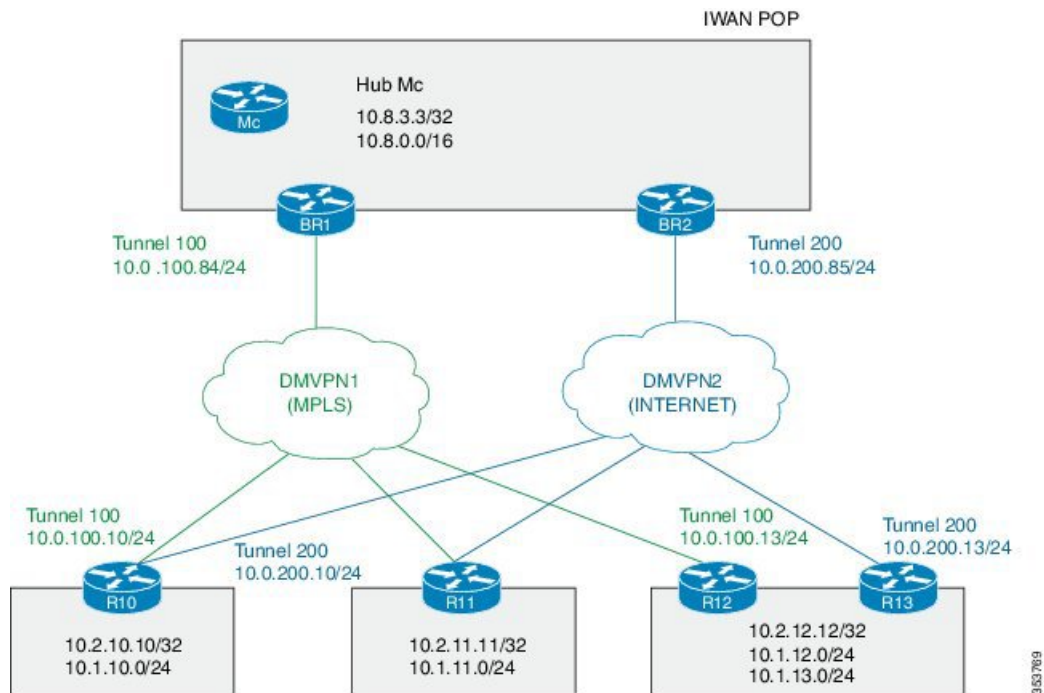 IWAN POP
Hub Mc
10.8.3.3/32
10.8.0.0/16
Mc
BR1
BR2
Tunnel 100
10.0 .100.84/24
Tunnel 200
10.0.200.85/24
DMVPN1
(MPLS)
DMVPN2
(INTERNET)
Tunnel 100
10.0.100.10/24
Tunnel 200
10.0.200.10/24
Tunnel 100
10.0.100.13/24
Tunnel 200
10.0.200.13/24
R10
R11
R12
R13
10.2.10.10/32
10.1.10.0/24
10.2.11.11/32
10.1.11.0/24
10.2.12.12/32
10.1.12.0/24
10.1.13.0/24
353769